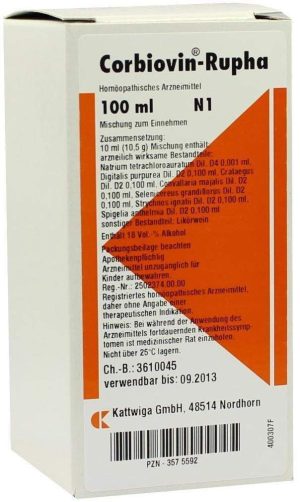 Corbiovin®-Rupha
Homöopathisches Arzneimittel
100 ml N1
Mischung zum Einnehmen
Zusammensetzung:
10 ml (10,5 g) Mischung enthält:
arzneilich wirksame Bestandteile:
Natrium tetrachloroauratum Dil. D4 0,001 ml,
Digitalis purpurea Dil. D2 0,100 ml, Crataegus
Dil. D2 0,100 ml, Convallaria majalis Dil. D2
0,100 ml, Selenicereus grandiflorus Dil. D2
0,100 ml, Strychnos ignatii Dil. D2 0,100 ml,
Spigelia anthelmia Dil. D2 0,100 ml
sonstiger Bestandteil: Likörwein
Enthält 18 Vol.-% Alkohol
Packungsbeilage beachten
Apothekenpflichtig
Arzneimittel unzugänglich für
Kinder aufbewahren.
Reg.-Nr.: 2502374.00.00
Registriertes homöopathisches Arzneimittel,
daher ohne Angabe einer
therapeutischen Indikation.
Hinweis: Bei während der Anwendung des
Arzneimittels fortdauernden Krankheitssymp-
tomen ist medizinischer Rat einzuholen.
Nicht über 25°C lagern.
Ch.-B.: 3610045
verwendbar bis: 09.2013
Kattwiga GmbH, 48514 Nordhorn
PZN - 357 5592
400307F